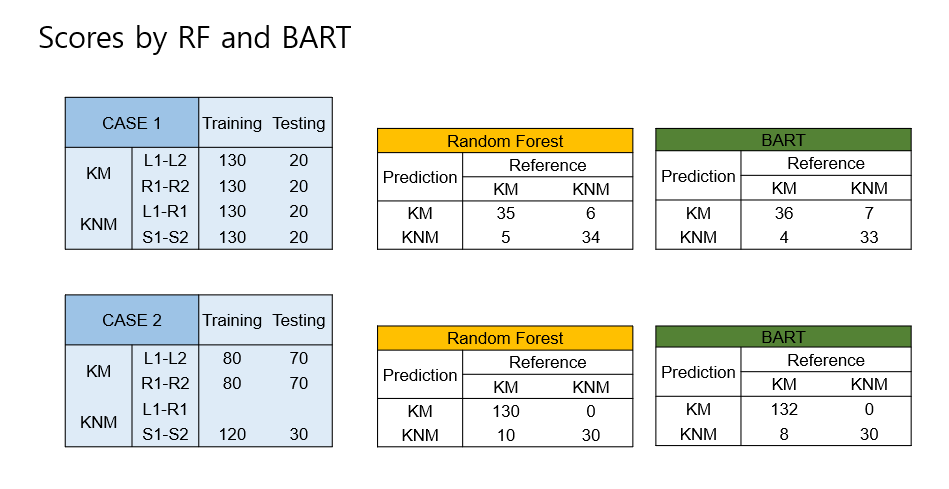 Scores by RF and BART
CASE 1 Training Testing
KM L1-L2 130 20
R1-R2 130 20
KNM L1-R1 130 20
S1-S2 130 20
Random Forest
Prediction Reference
KM KNM
KM 35 6
KNM 5 34
BART
Prediction Reference
KM KNM
KM 36 7
KNM 4 33
CASE 2 Training Testing
KM L1-L2 80 70
R1-R2 80 70
KNM L1-R1
S1-S2 120 30
Random Forest
Prediction Reference
KM KNM
KM 130 0
KNM 10 30
BART
Prediction Reference
KM KNM
KM 132 0
KNM 8 30